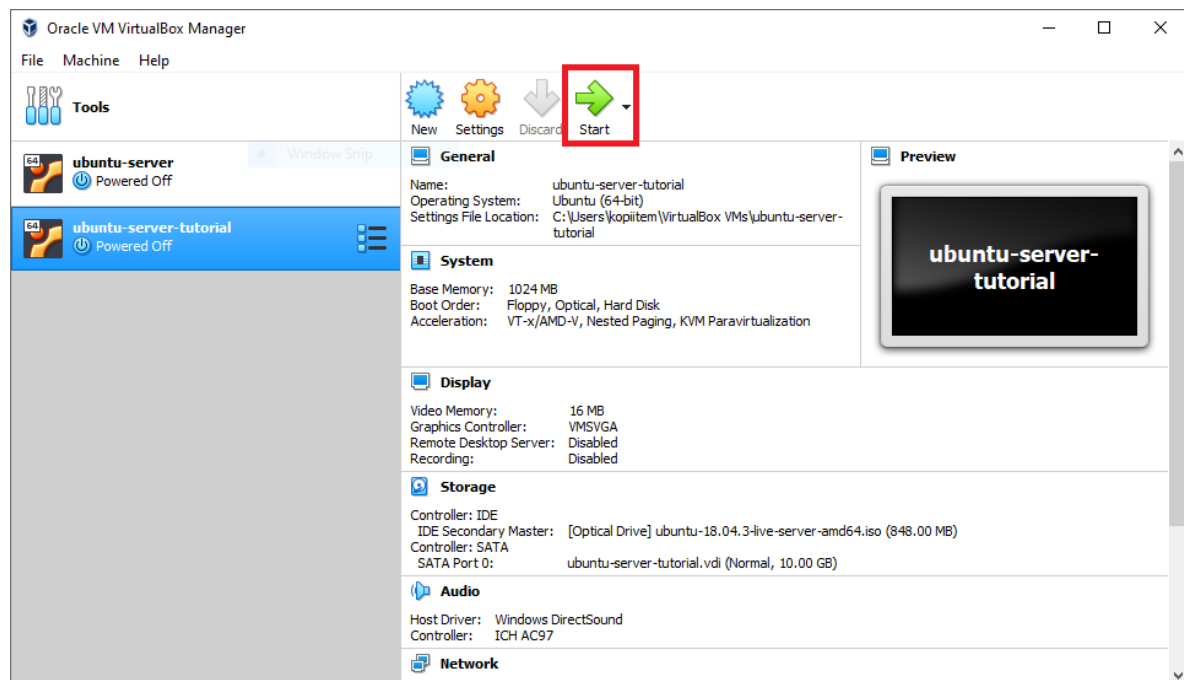 Oracle VM VirtualBox Manager
File Machine Help
Tools
New Settings Discard Start
64
ubuntu-server
Powered Off
Window Snip
64
ubuntu-server-tutorial
Powered Off
General
Name: ubuntu-server-tutorial
Operating System: Ubuntu (64-bit)
Settings File Location: C:\Users\kopiitem\VirtualBox VMs\ubuntu-server-
tutorial
Preview
ubuntu-server-
tutorial
System
Base Memory: 1024 MB
Boot Order: Floppy, Optical, Hard Disk
Acceleration: VT-x/AMD-V, Nested Paging, KVM Paravirtualization
Display
Video Memory: 16 MB
Graphics Controller: VMSVGA
Remote Desktop Server: Disabled
Recording: Disabled
Storage
Controller: IDE
IDE Secondary Master: [Optical Drive] ubuntu-18.04.3-live-server-amd64.iso (848.00 MB)
Controller: SATA
SATA Port 0: ubuntu-server-tutorial.vdi (Normal, 10.00 GB)
Audio
Host Driver: Windows DirectSound
Controller: ICH AC97
Network